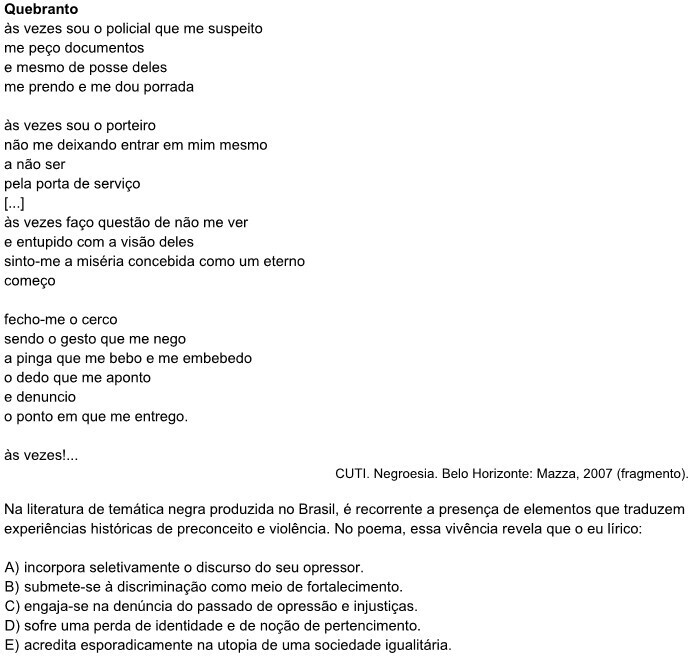 Quebranto
às vezes sou o policial que me suspeito
me peço documentos
e mesmo de posse deles
me prendo e me dou porrada
às vezes sou o porteiro
não me deixando entrar em mim mesmo
a não ser
pela porta de serviço
[...]
às vezes faço questão de não me ver
e entupido com a visão deles
sinto-me a miséria concebida como um eterno
começo
fecho-me o cerco
sendo o gesto que me nego
a pinga que me bebo e me embebedo
o dedo que me aponto
e denuncio
o ponto em que me entrego.
às vezes!...
CUTI. Negroesia. Belo Horizonte: Mazza, 2007 (fragmento).
Na literatura de temática negra produzida no Brasil, é recorrente a presença de elementos que traduzem
experiências históricas de preconceito e violência. No poema, essa vivência revela que o eu lírico:
A) incorpora seletivamente o discurso do seu opressor.
B) submete-se à discriminação como meio de fortalecimento.
C) engaja-se na denúncia do passado de opressão e injustiças.
D) sofre uma perda de identidade e de noção de pertencimento.
E) acredita esporadicamente na utopia de uma sociedade igualitária.